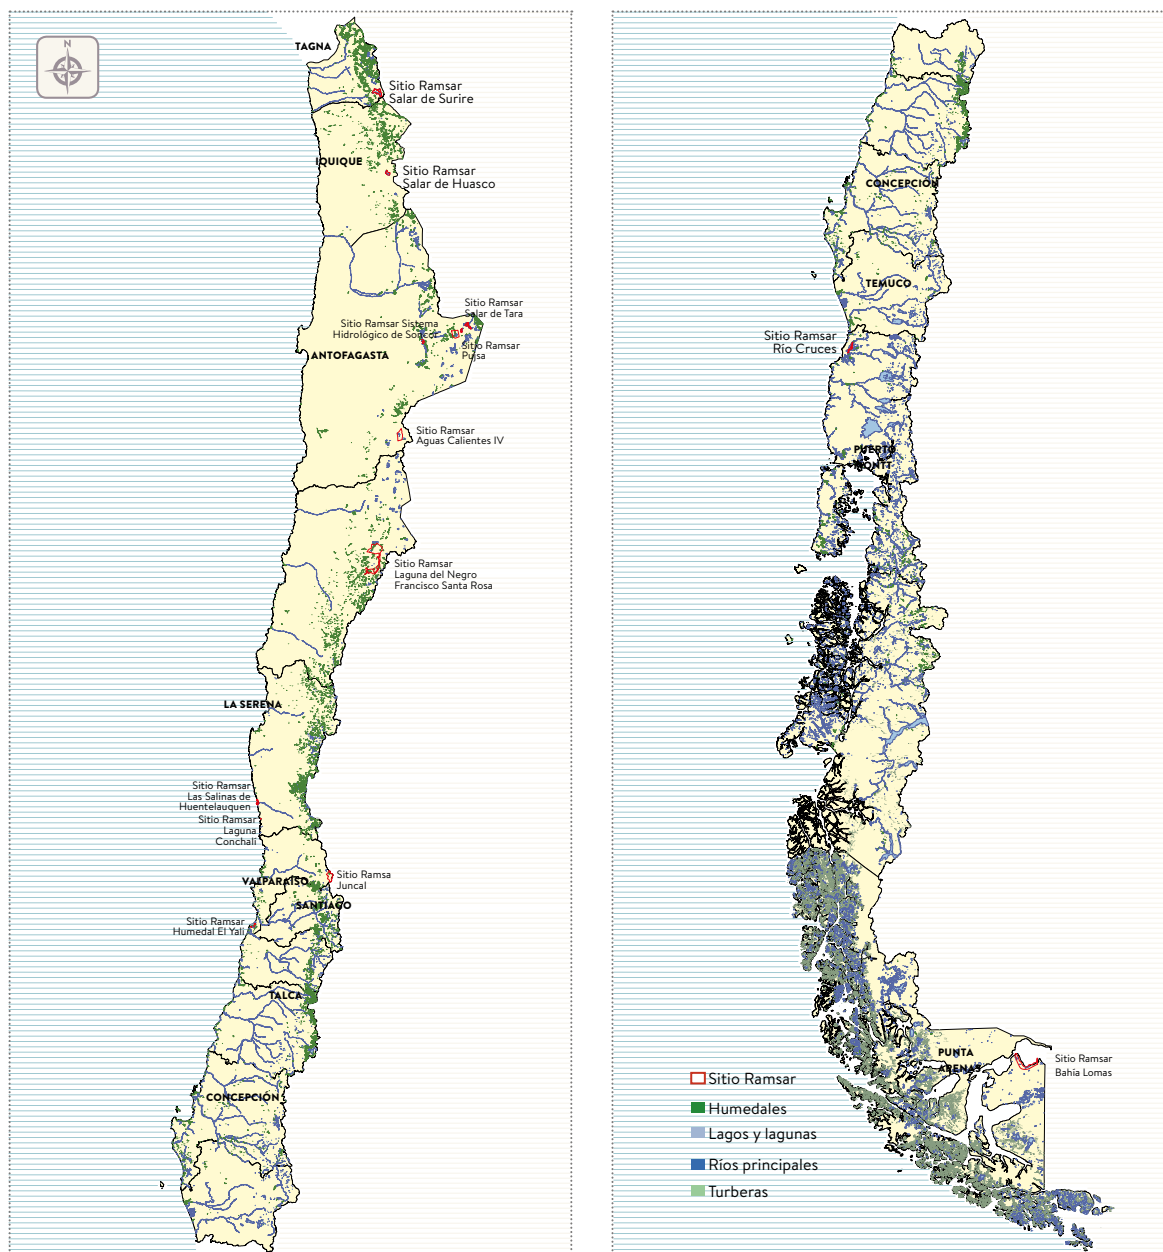 N
TAGNA
Sitio Ramsar
Salar de Surire
IQUIQUE
Sitio Ramsar
Salar de Huasco
Sitio Ramsar
Salar de Tara
Sitio Ramsar Sistema
Hidrológico de Soncor
Sitio Ramsar
Pujsa
ANTOFAGASTA
Sitio Ramsar
Aguas Calientes IV
Sitio Ramsar
Laguna del Negro
Francisco Santa Rosa
LA SERENA
Sitio Ramsar
Las Salinas de
Huentelauquen
Sitio Ramsar
Laguna
Conchalí
VALPARAÍSO
Sitio Ramsa
Juncal
SANTIAGO
Sitio Ramsar
Humedal El Yali
TALCA
CONCEPCIÓN
CONCEPCIÓN
TEMUCO
Sitio Ramsar
Río Cruces
PUERTO
MONTT
PUNTA
ARENAS
Sitio Ramsar
Bahía Lomas
Sitio Ramsar
Humedales
Lagos y lagunas
Ríos principales
Turberas